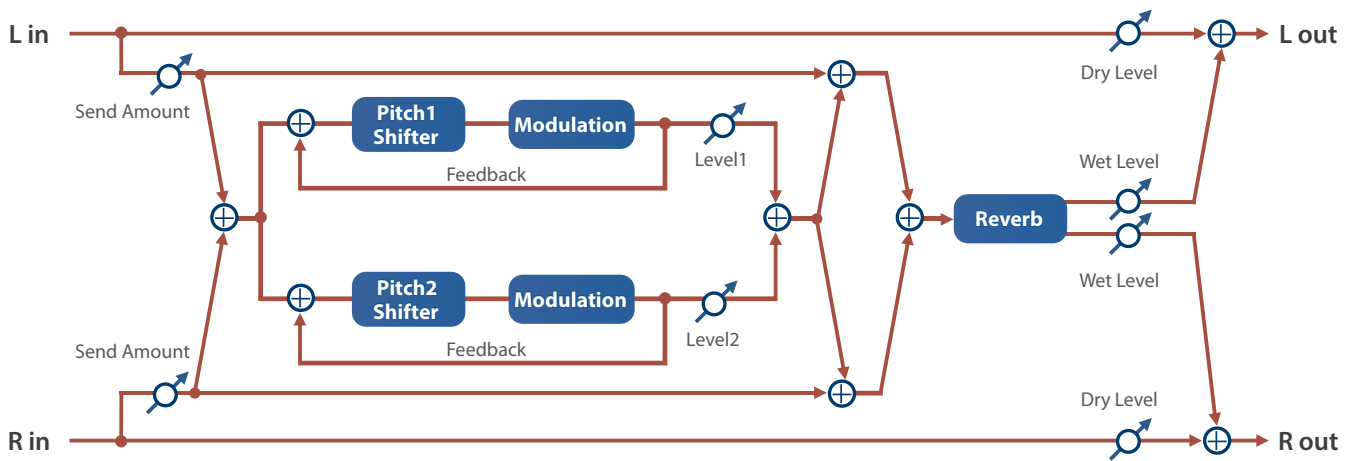 L in
L out
Dry Level
Send Amount
Pitch1
Shifter
Modulation
Level1
Feedback
Wet Level
Reverb
Wet Level
Pitch2
Shifter
Modulation
Level2
Feedback
Send Amount
Dry Level
R in
R out